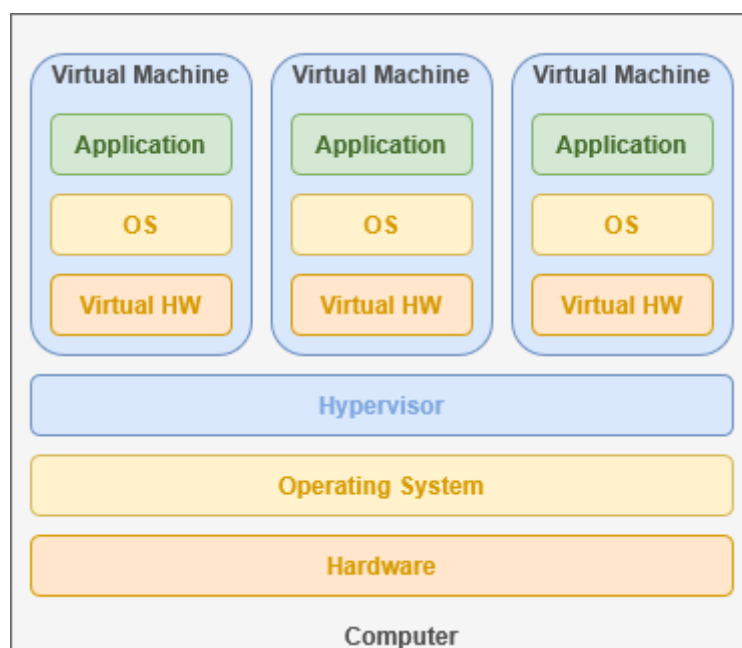 Virtual Machine Virtual Machine Virtual Machine
Application Application Application
OS OS OS
Virtual HW Virtual HW Virtual HW
Hypervisor
Operating System
Hardware
Computer